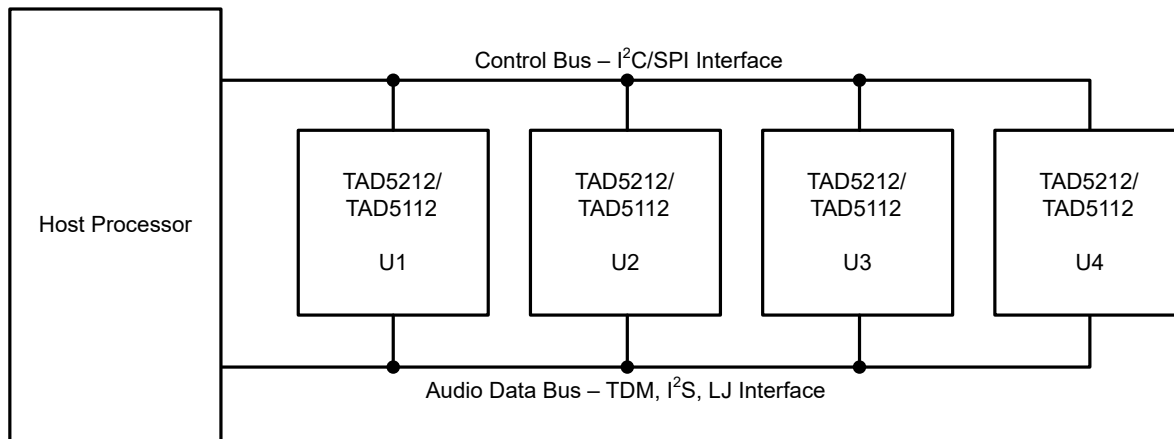 Control Bus – I²C/SPI Interface
Host Processor
TAD5212/
TAD5112
U1
TAD5212/
TAD5112
U2
TAD5212/
TAD5112
U3
TAD5212/
TAD5112
U4
Audio Data Bus – TDM, I²S, LJ Interface